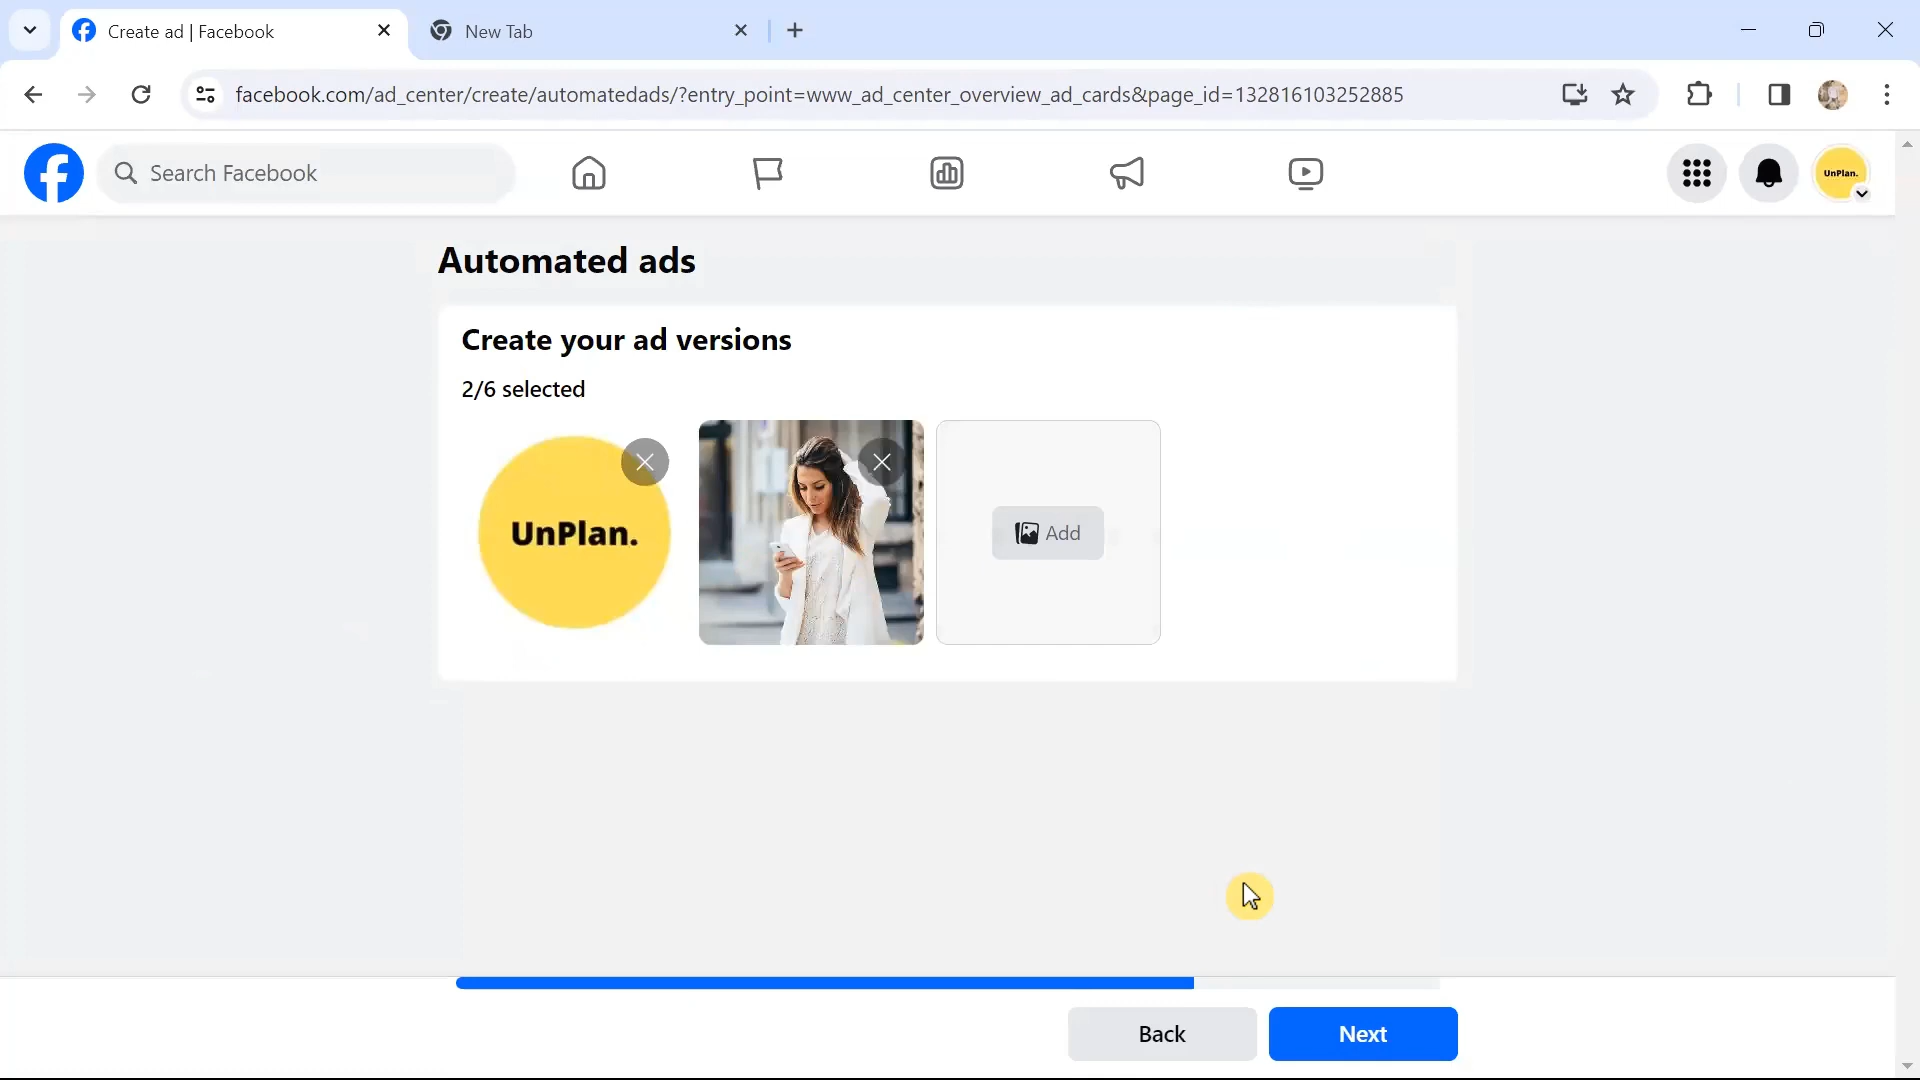 Create ad | Facebook
New Tab
facebook.com/ad_center/create/automatedads/?entry_point=www_ad_center_overview_ad_cards&page_id=132816103252885
Search Facebook
UnPlan.
Automated ads
Create your ad versions
2/6 selected
UnPlan.
Add
Back
Next